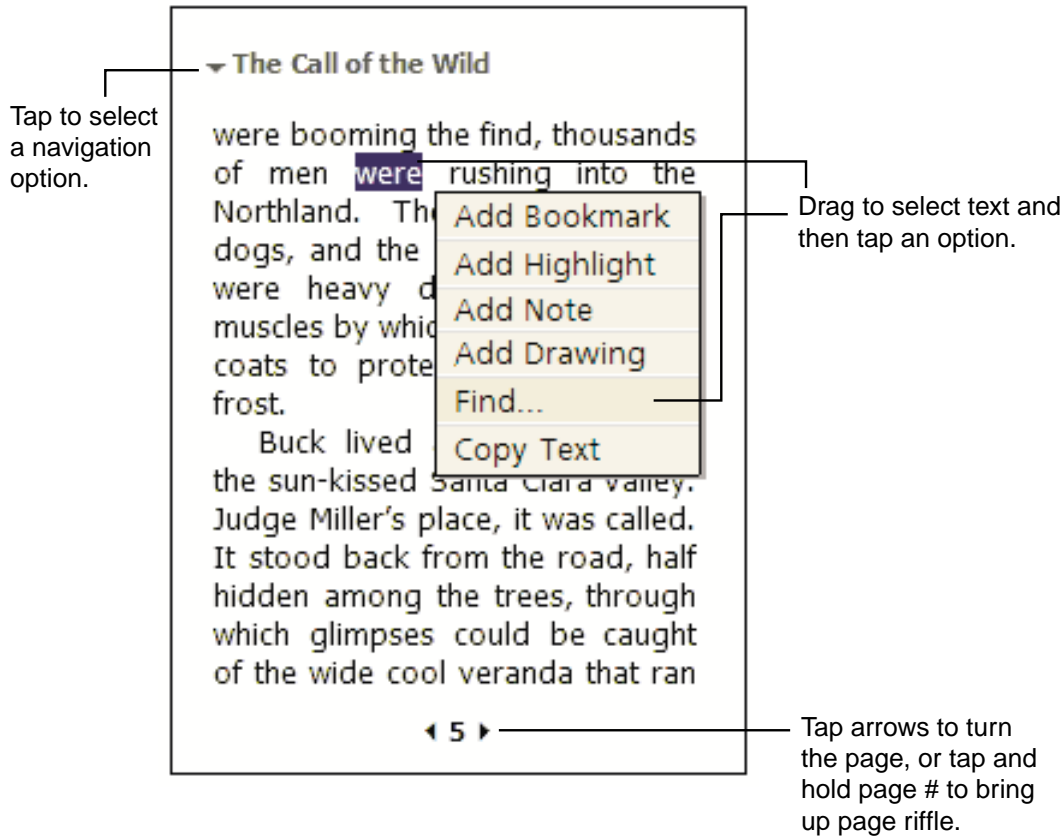 The Call of the Wild
Tap to select
a navigation
option.
were booming the find, thousands
of men were rushing into the
Northland. The
dogs, and the
were heavy d
muscles by whic
coats to prote
frost.
Buck lived
the sun-kissed Santa Clara Valley.
Judge Miller's place, it was called.
It stood back from the road, half
hidden among the trees, through
which glimpses could be caught
of the wide cool veranda that ran
Add Bookmark
Add Highlight
Add Note
Add Drawing
Find...
Copy Text
Drag to select text and
then tap an option.
5
Tap arrows to turn
the page, or tap and
hold page # to bring
up page riffle.